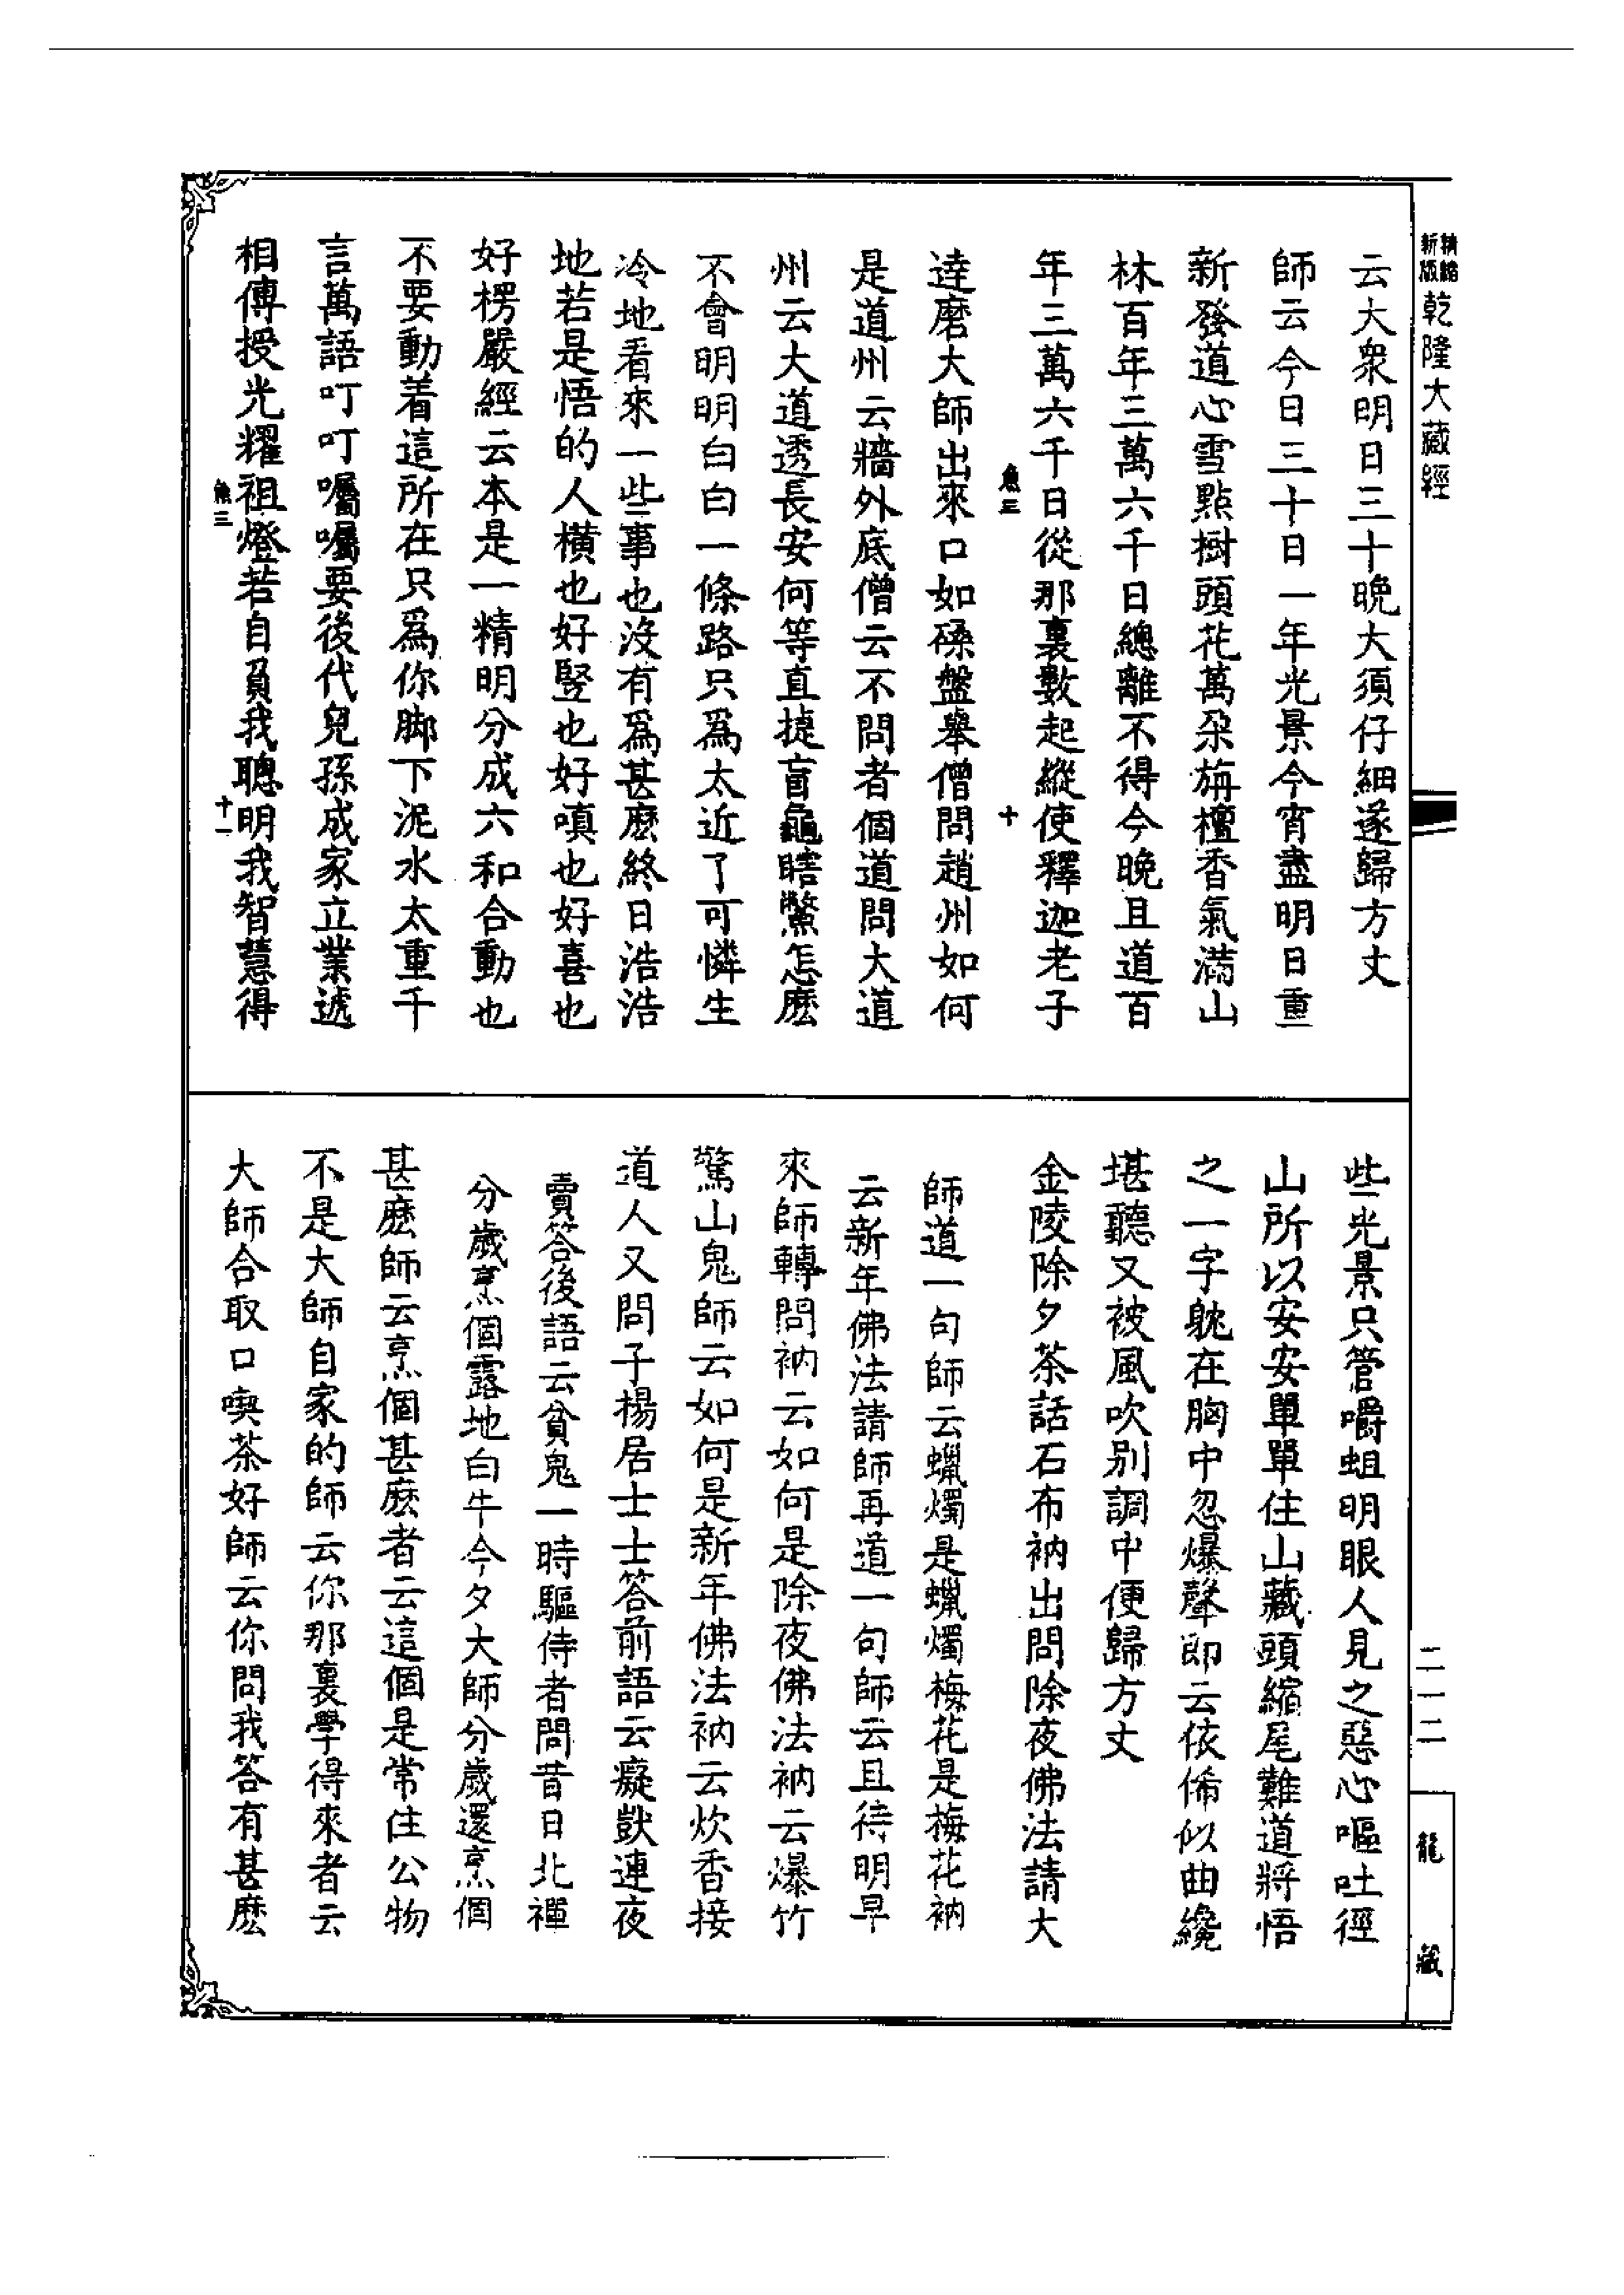 精縮新版乾隆大藏經
云大衆明日三十晚大須仔細遂歸方丈
師云今日三十日一年光景今宵盡明日重
新發道心雪點樹頭花萬朶旃檀香氣滿山
林百年三萬六千日總離不得今晚且道百
年三萬六千日從那裏數起縱使釋迦老子
魚三 十
達磨大師出來口如磉盤舉僧問趙州如何
是道州云牆外底僧云不問者個道問大道
州云大道透長安何等直捷盲龜瞎鱉怎麽
不會明明白白一條路只爲太近了可憐生
冷地看來一些事也沒有爲甚麽終日浩浩
地若是悟的人橫也好竪也好嗔也好喜也
好楞嚴經云本是一精明分成六和合動也
不要動着這所在只爲你脚下泥水太重千
言萬語叮叮囑囑要後代兒孫成家立業遞
相傳授光耀祖燈若自負我聰明我智慧得
魚三 十一
些光景只管嚼蛆明眼人見之惡心嘔吐徑
山所以安安單單住山藏頭縮尾難道將悟
之一字躭在胸中忽爆聲即云依俙似曲纔
堪聽又被風吹别調中便歸方丈
金陵除夕茶話石布衲出問除夜佛法請大
師道一句師云蠟燭是蠟燭梅花是梅花衲
云新年佛法請師再道一句師云且待明早
來師轉問衲云如何是除夜佛法衲云爆竹
驚山鬼師云如何是新年佛法衲云炊香接
道人又問子揚居士士答前語云癡獃連夜
賣答後語云貧鬼一時驅侍者問昔日北禪
分歲烹個露地白牛今夕大師分歲還烹個
甚麽師云烹個甚麽者云這個是常住公物
不是大師自家的師云你那裏學得來者云
大師合取口喫茶好師云你問我答有甚麽
二一二
龍藏